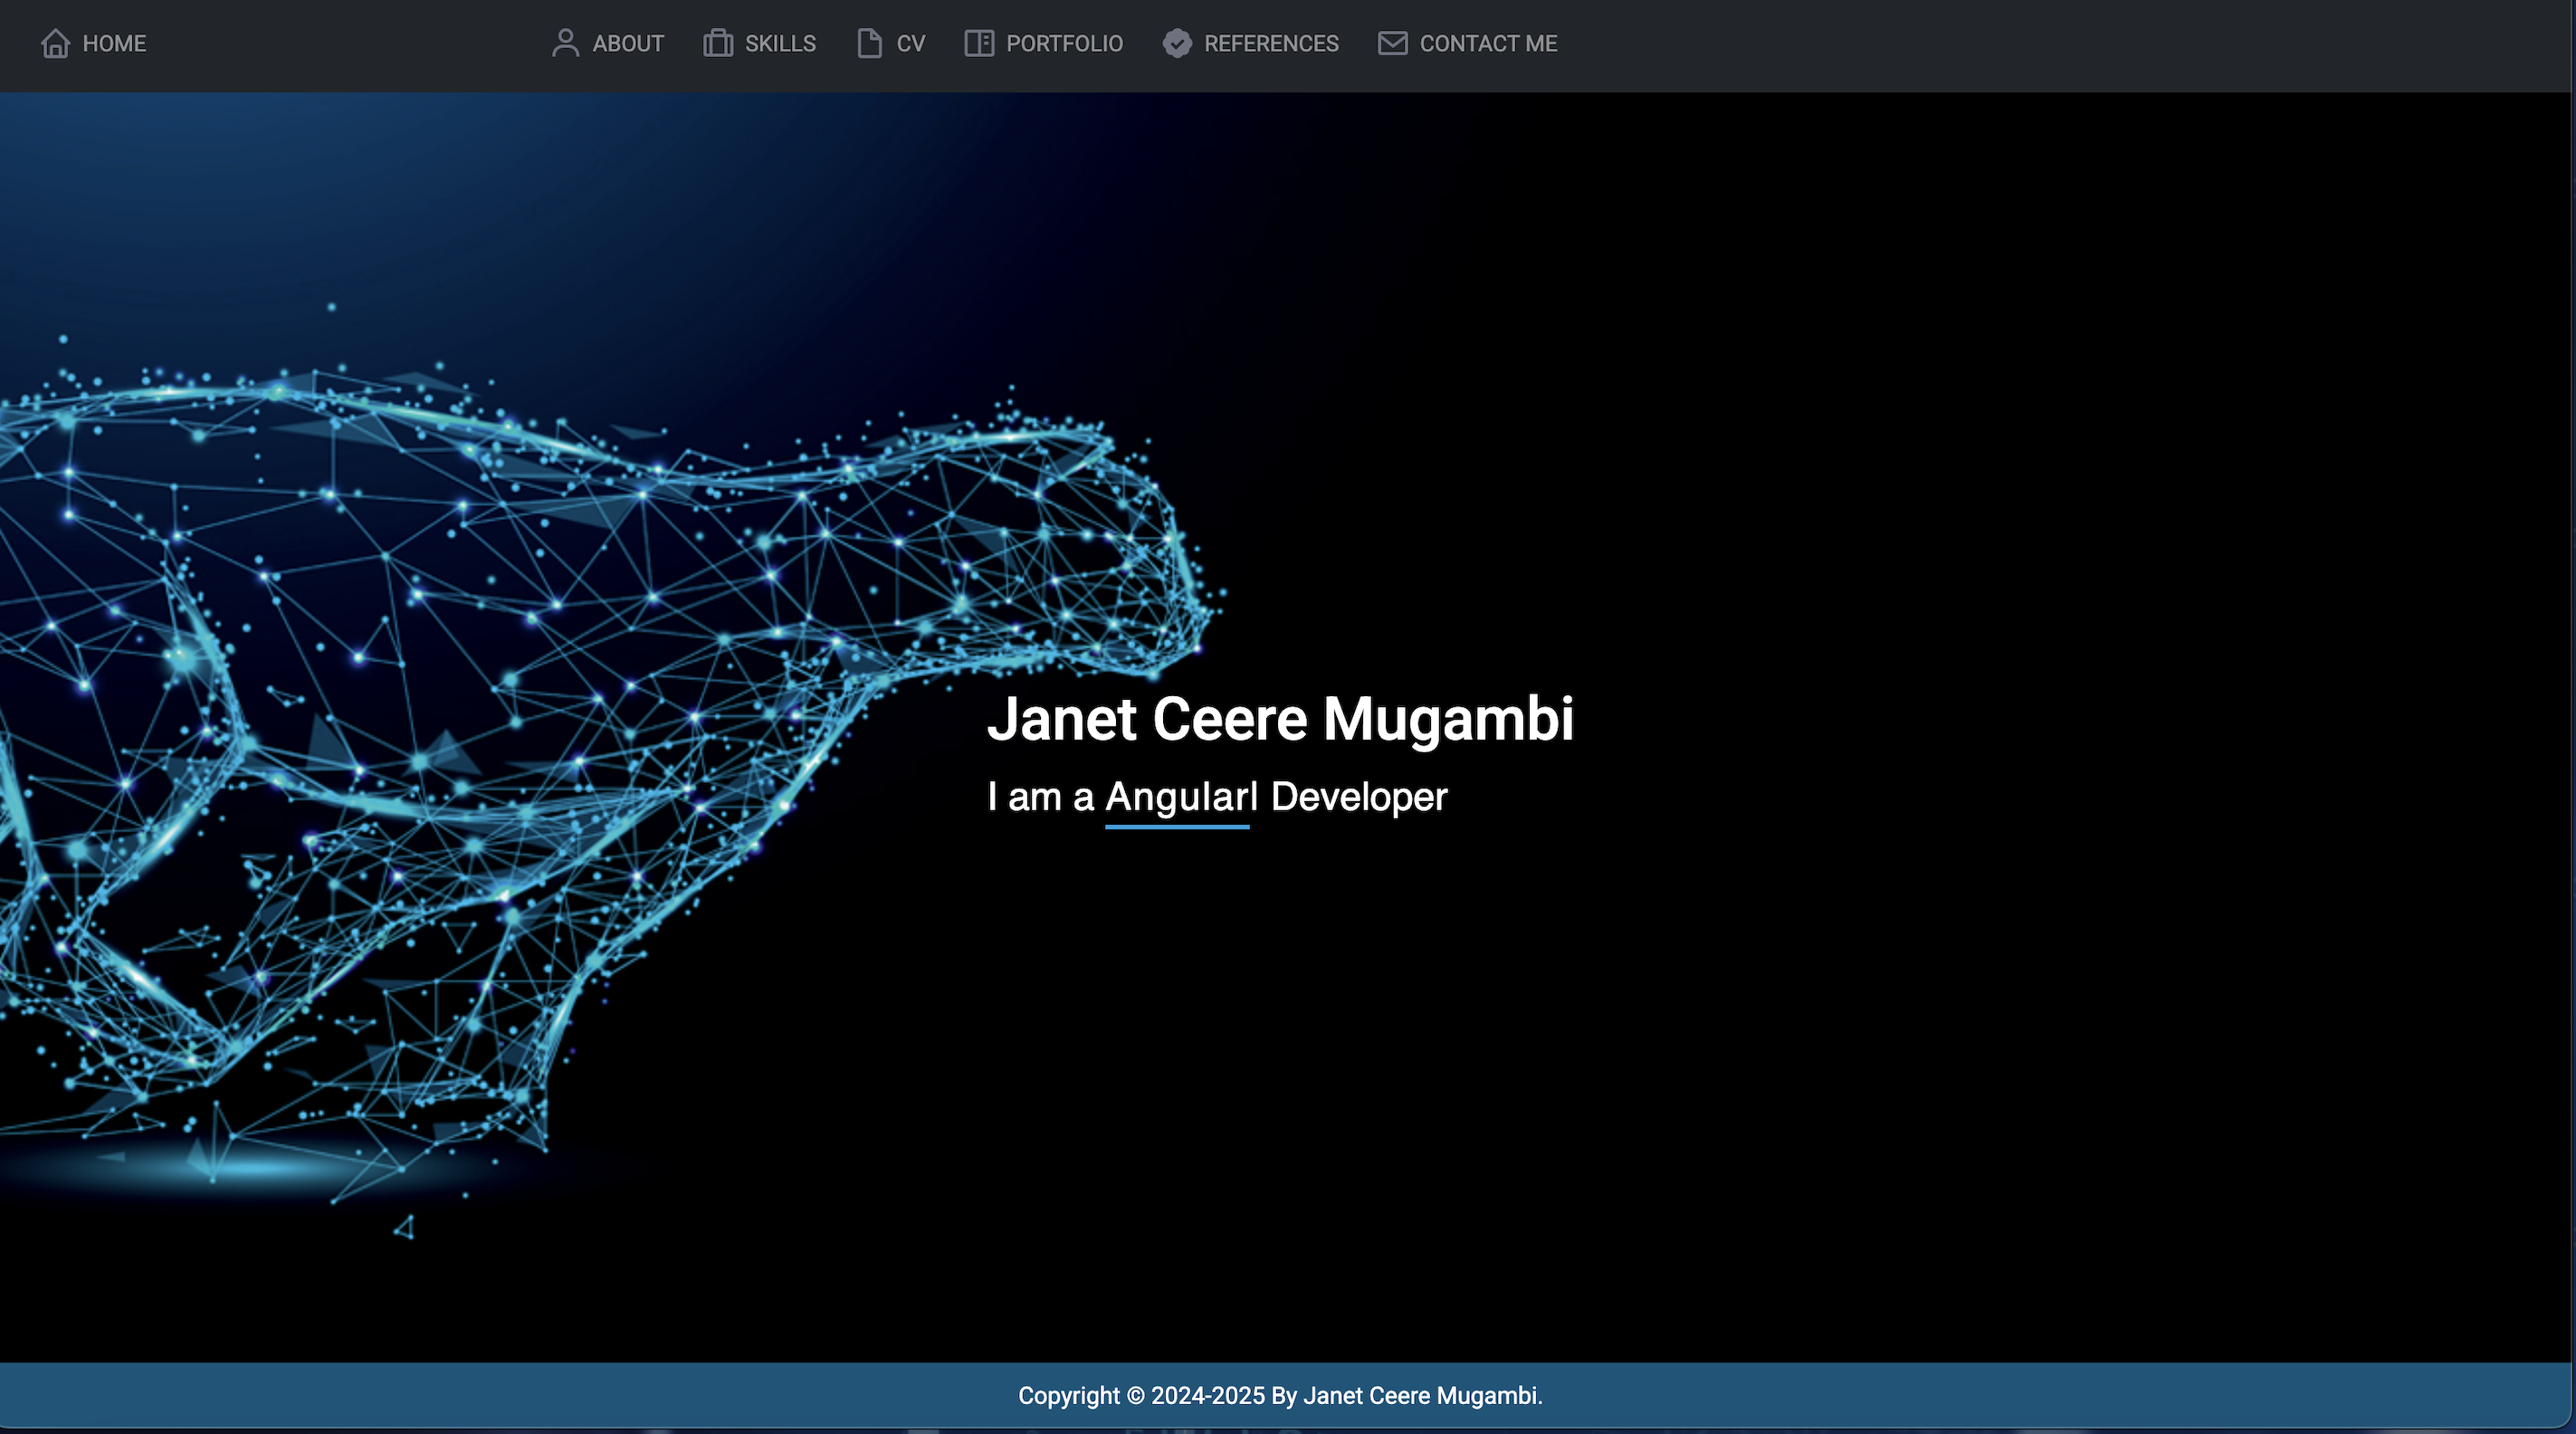 HOME ABOUT SKILLS CV PORTFOLIO REFERENCES CONTACT ME
Janet Ceere Mugambi
I am a Angular| Developer
Copyright © 2024-2025 By Janet Ceere Mugambi.